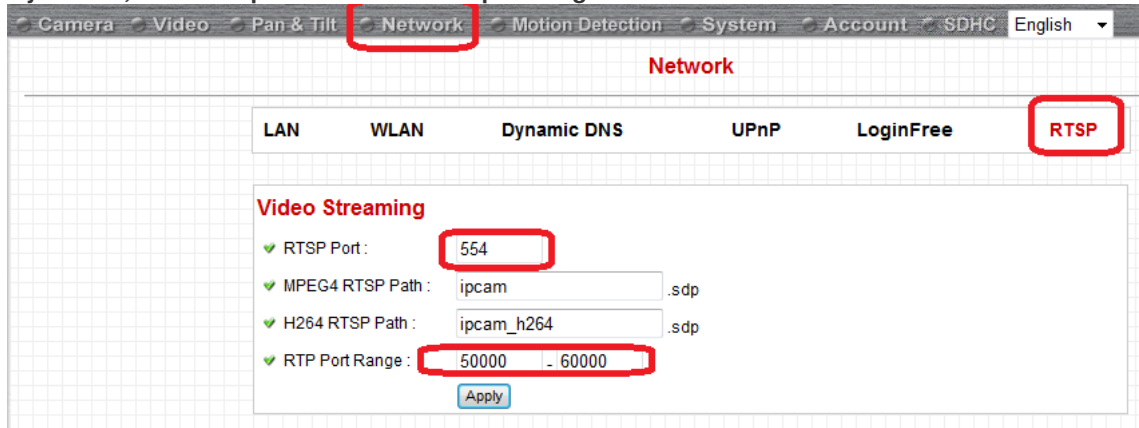 Camera Video Pan & Tilt Network Motion Detection System Account SDHC English
Network
LAN WLAN Dynamic DNS UPnP LoginFree RTSP
Video Streaming
RTSP Port : 554
MPEG4 RTSP Path : ipcam .sdp
H264 RTSP Path : ipcam_h264 .sdp
RTP Port Range : 50000 - 60000
Apply